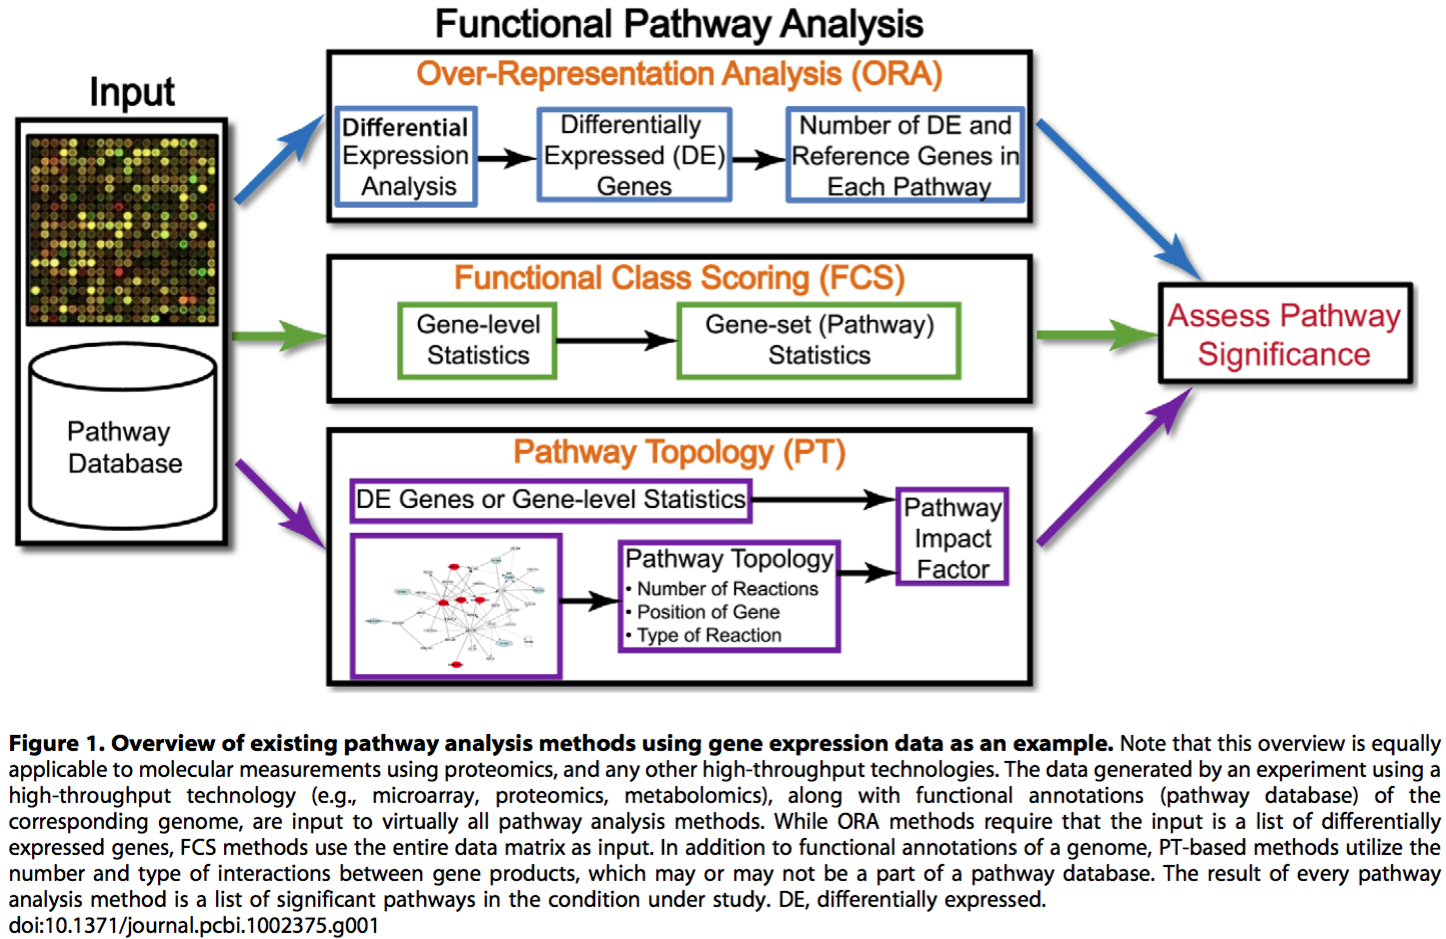 Functional Pathway Analysis
Input
Pathway
Database
Over-Representation Analysis (ORA)
Differential
Expression
Analysis
Differentially
Expressed (DE)
Genes
Number of DE and
Reference Genes in
Each Pathway
Functional Class Scoring (FCS)
Gene-level
Statistics
Gene-set (Pathway)
Statistics
Pathway Topology (PT)
DE Genes or Gene-level Statistics
Pathway Topology
• Number of Reactions
• Position of Gene
• Type of Reaction
Pathway
Impact
Factor
Assess Pathway
Significance
Figure 1. Overview of existing pathway analysis methods using gene expression data as an example. Note that this overview is equally
applicable to molecular measurements using proteomics, and any other high-throughput technologies. The data generated by an experiment using a
high-throughput technology (e.g., microarray, proteomics, metabolomics), along with functional annotations (pathway database) of the
corresponding genome, are input to virtually all pathway analysis methods. While ORA methods require that the input is a list of differentially
expressed genes, FCS methods use the entire data matrix as input. In addition to functional annotations of a genome, PT-based methods utilize the
number and type of interactions between gene products, which may or may not be a part of a pathway database. The result of every pathway
analysis method is a list of significant pathways in the condition under study. DE, differentially expressed.
doi:10.1371/journal.pcbi.1002375.g001